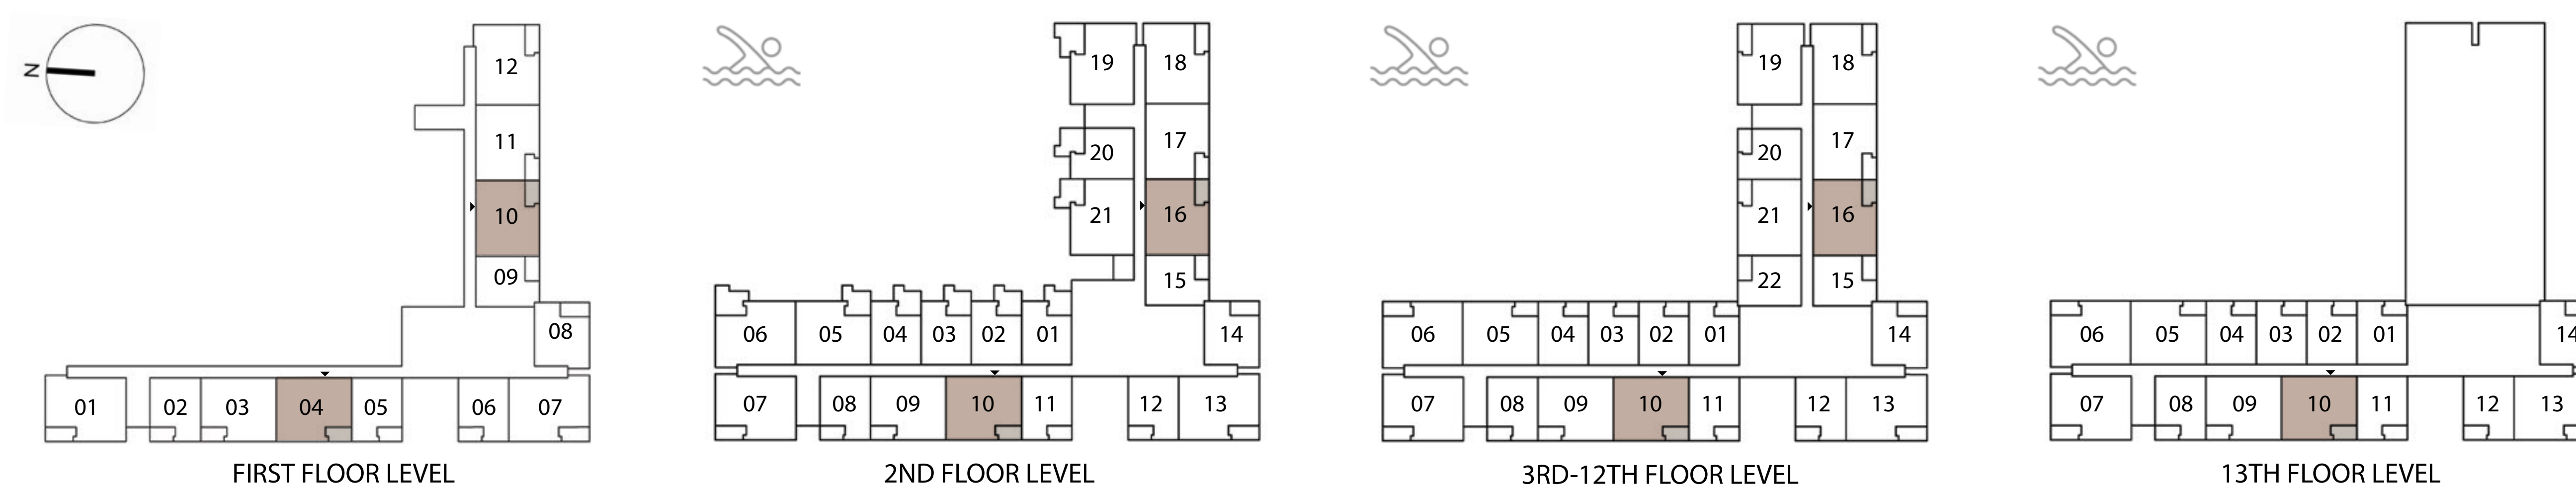 N
12
11
10
09
08
01 02 03 04 05 06 07
FIRST FLOOR LEVEL
19 18
17
20
21 16
15
06 05 04 03 02 01 14
07 08 09 10 11 12 13
2ND FLOOR LEVEL
19 18
17
20
21 16
22 15
06 05 04 03 02 01 14
07 08 09 10 11 12 13
3RD-12TH FLOOR LEVEL
06 05 04 03 02 01 14
07 08 09 10 11 12 13
13TH FLOOR LEVEL